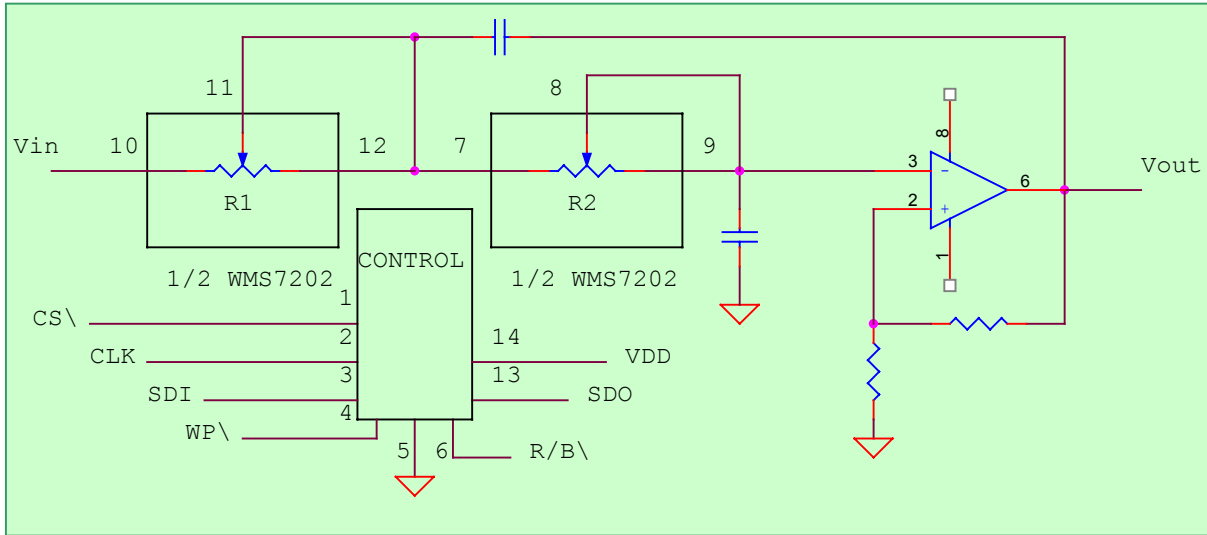 11
8
8
Vin
10
12
7
9
3
-
6
Vout
R1
R2
2
+
1
CONTROL
1/2 WMS7202
1/2 WMS7202
1
CS\
2
14
CLK
VDD
3
13
SDI
SDO
4
WP\
5
6
R/B\